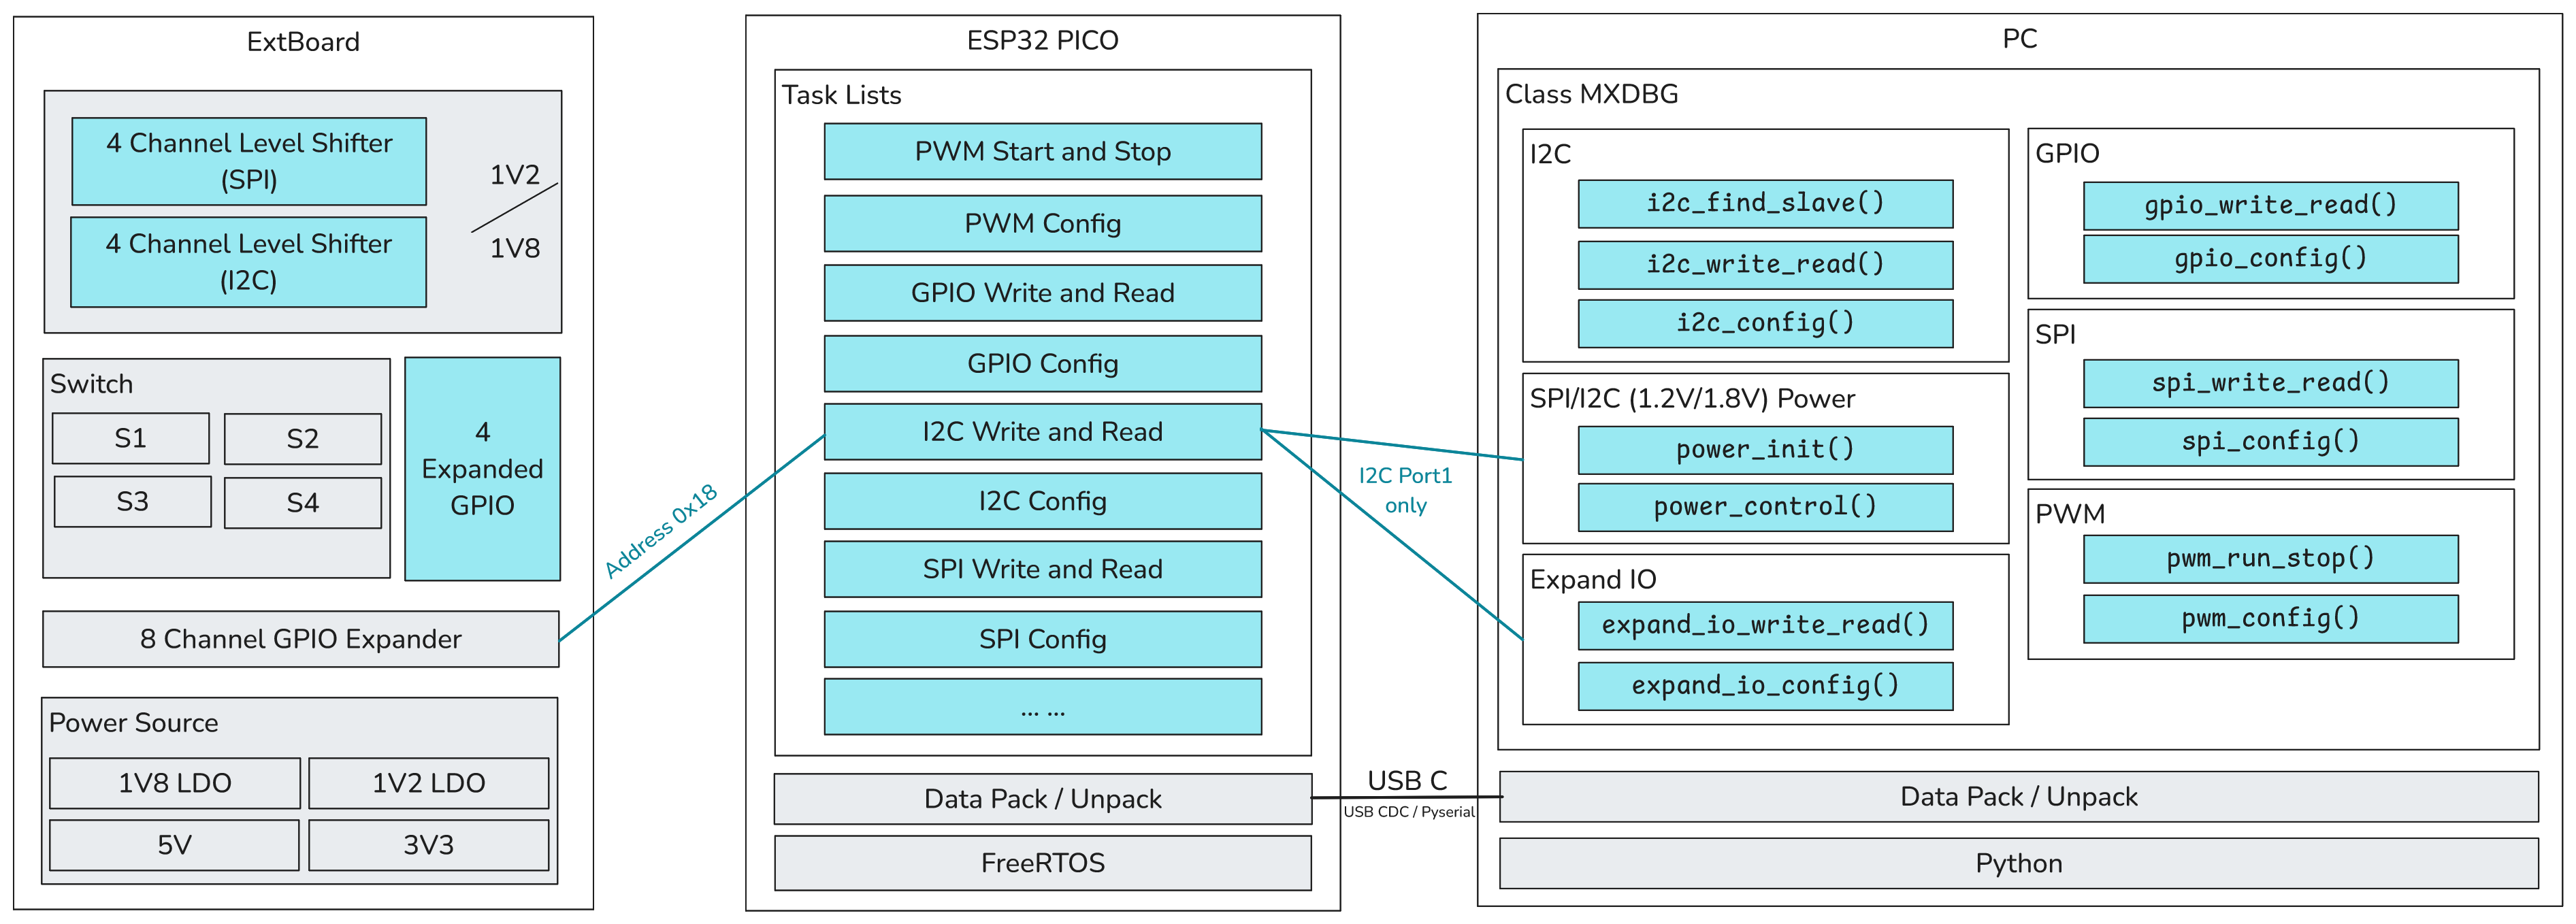 ExtBoard
4 Channel Level Shifter
(SPI)
4 Channel Level Shifter
(I2C)
1V2
1V8
Switch
S1
S2
S3
S4
4
Expanded
GPIO
8 Channel GPIO Expander
Power Source
1V8 LDO
1V2 LDO
5V
3V3
Address 0x18
ESP32 PICO
Task Lists
PWM Start and Stop
PWM Config
GPIO Write and Read
GPIO Config
I2C Write and Read
I2C Config
SPI Write and Read
SPI Config
... ...
Data Pack / Unpack
FreeRTOS
I2C Port1
only
USB C
USB CDC / Pyserial
PC
Class MXDBG
I2C
i2c_find_slave()
i2c_write_read()
i2c_config()
SPI/I2C (1.2V/1.8V) Power
power_init()
power_control()
Expand IO
expand_io_write_read()
expand_io_config()
GPIO
gpio_write_read()
gpio_config()
SPI
spi_write_read()
spi_config()
PWM
pwm_run_stop()
pwm_config()
Data Pack / Unpack
Python